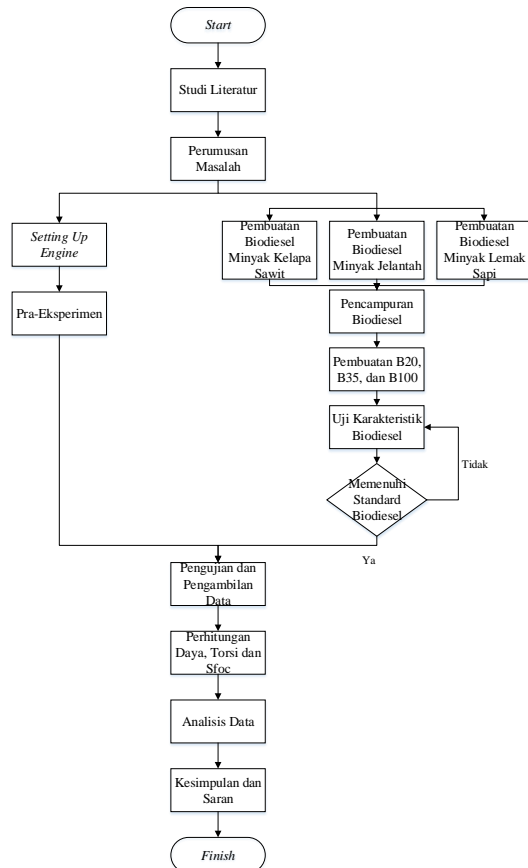 Start
Studi Literatur
Perumusan
Masalah
Setting Up
Engine
Pra-Eksperimen
Pembuatan
Biodiesel
Minyak Kelapa
Sawit
Pembuatan
Biodiesel
Minyak Jelantah
Pembuatan
Biodiesel
Minyak Lemak
Sapi
Pencampuran
Biodiesel
Pembuatan B20,
B35, dan B100
Uji Karakteristik
Biodiesel
Tidak
Memenuhi
Standard
Biodiesel
Ya
Pengujian dan
Pengambilan
Data
Perhitungan
Daya, Torsi dan
Sfoc
Analisis Data
Kesimpulan dan
Saran
Finish